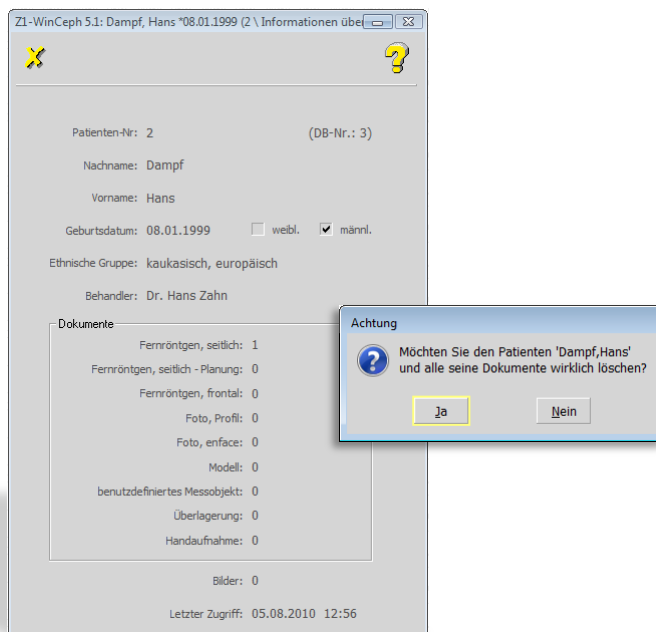 Z1-WinCeph 5.1: Dampf, Hans *08.01.1999 (2 \ Informationen über
Patienten-Nr: 2 (DB-Nr.: 3)
Nachname: Dampf
Vorname: Hans
Geburtsdatum: 08.01.1999 weibl. männl.
Ethnische Gruppe: kaukasisch, europäisch
Behandler: Dr. Hans Zahn
Dokumente
Fernröntgen, seitlich: 1
Fernröntgen, seitlich - Planung: 0
Fernröntgen, frontal: 0
Foto, Profil: 0
Foto, enface: 0
Modell: 0
benutzdefiniertes Messobjekt: 0
Überlagerung: 0
Handaufnahme: 0
Bilder: 0
Letzter Zugriff: 05.08.2010 12:56
Achtung
Möchten Sie den Patienten 'Dampf,Hans'
und alle seine Dokumente wirklich löschen?
Ja Nein